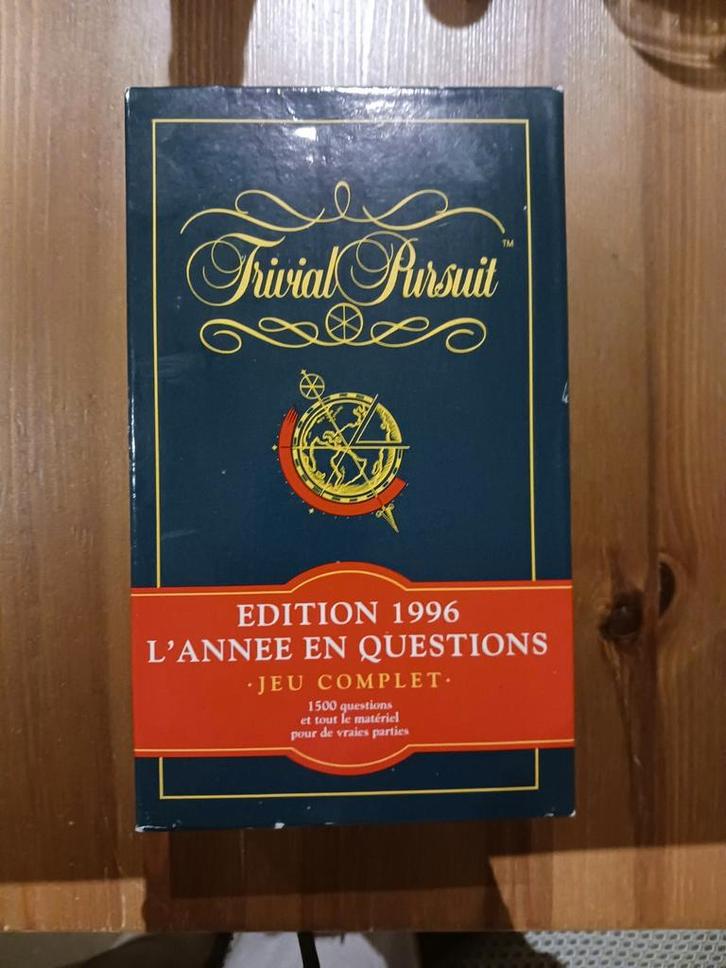 Trivial Pursuit™
EDITION 1996
L'ANNEE EN QUESTIONS
·JEU COMPLET·
1500 questions
et tout le matériel
pour de vraies parties